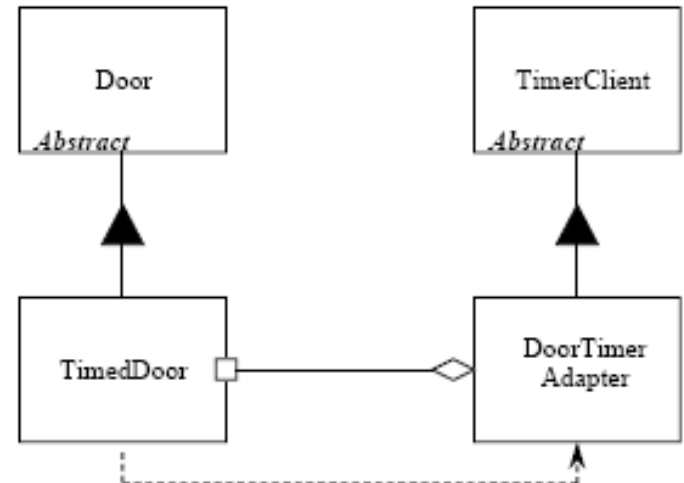 Door
Abstract
TimerClient
Abstract
TimedDoor
DoorTimer
Adapter